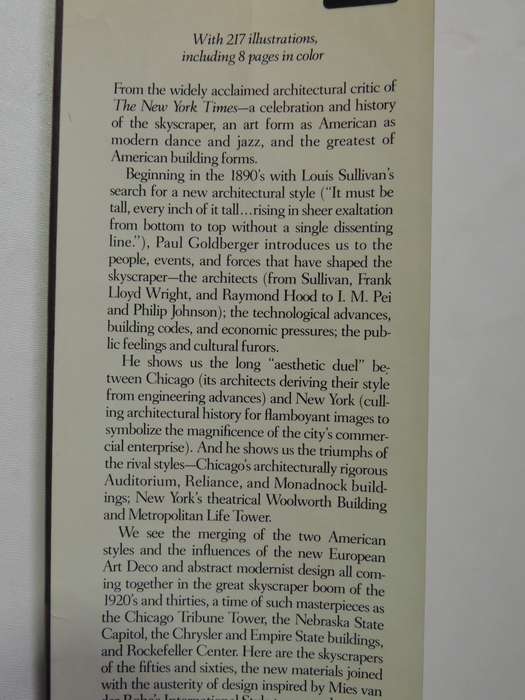 With 217 illustrations,
including 8 pages in color
From the widely acclaimed architectural critic of
The New York Times—a celebration and history
of the skyscraper, an art form as American as
modern dance and jazz, and the greatest of
American building forms.
Beginning in the 1890's with Louis Sullivan's
search for a new architectural style ("It must be
tall, every inch of it tall...rising in sheer exaltation
from bottom to top without a single dissenting
line."), Paul Goldberger introduces us to the
people, events, and forces that have shaped the
skyscraper—the architects (from Sullivan, Frank
Lloyd Wright, and Raymond Hood to I. M. Pei
and Philip Johnson); the technological advances,
building codes, and economic pressures; the pub-
lic feelings and cultural furors.
He shows us the long "aesthetic duel" be-
tween Chicago (its architects deriving their style
from engineering advances) and New York (cull-
ing architectural history for flamboyant images to
symbolize the magnificence of the city's commer-
cial enterprise). And he shows us the triumphs of
the rival styles—Chicago's architecturally rigorous
Auditorium, Reliance, and Monadnock build-
ings; New York's theatrical Woolworth Building
and Metropolitan Life Tower.
We see the merging of the two American
styles and the influences of the new European
Art Deco and abstract modernist design all com-
ing together in the great skyscraper boom of the
1920's and thirties, a time of such masterpieces as
the Chicago Tribune Tower, the Nebraska State
Capitol, the Chrysler and Empire State buildings,
and Rockefeller Center. Here are the skyscrapers
of the fifties and sixties, the new materials joined
with the austerity of design inspired by Mies van